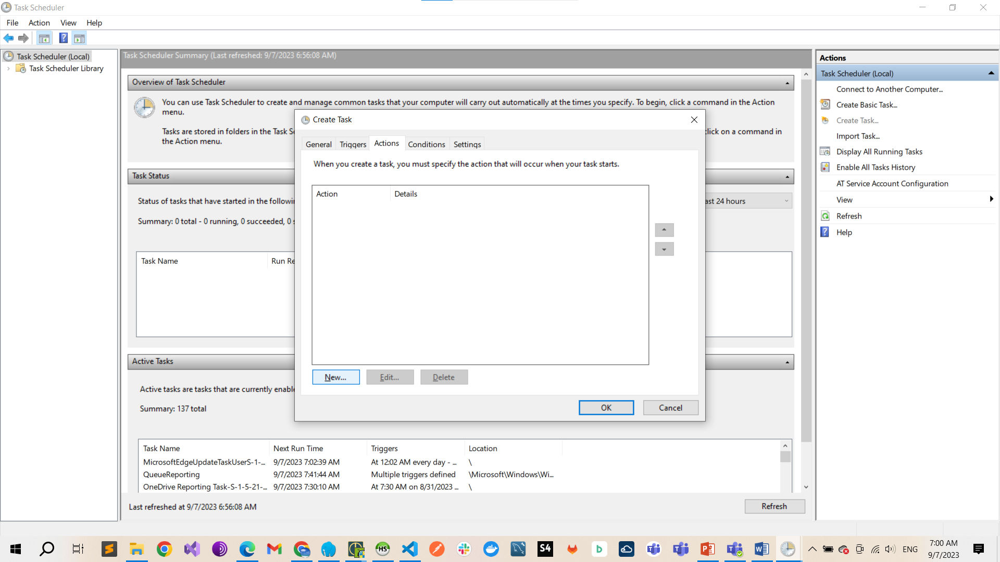 Task Scheduler
File Action View Help
Task Scheduler (Local)
Task Scheduler Library
Task Scheduler Summary (Last refreshed: 9/7/2023 6:56:08 AM)
Overview of Task Scheduler
You can use Task Scheduler to create and manage common tasks that your computer will carry out automatically at the times you specify. To begin, click a command in the Action
menu.
Tasks are stored in folders in the Task
click on a command in
the Action menu.
Task Status
Status of tasks that have started in the
24 hours
Summary: 0 total - 0 running, 0 succeeded, 0
Task Name Run
Active Tasks
Active tasks are tasks that are currently
Summary: 137 total
Task Name Next Run Time Triggers Location
MicrosoftEdgeUpdateTaskUserS-1-... 9/7/2023 7:02:39 AM At 12:02 AM every day - ... \
QueueReporting 9/7/2023 7:41:44 AM Multiple triggers defined \Microsoft\Windows\Wi...
OneDrive Reporting Task-S-1-5-21-... 9/7/2023 7:30:10 AM At 7:30 AM on 8/31/2023 ... \
Last refreshed at 9/7/2023 6:56:08 AM
Refresh
Create Task
General Triggers Actions Conditions Settings
When you create a task, you must specify the action that will occur when your task starts.
Action Details
New... Edit... Delete
OK Cancel
Actions
Task Scheduler (Local)
Connect to Another Computer...
Create Basic Task...
Create Task...
Import Task...
Display All Running Tasks
Enable All Tasks History
AT Service Account Configuration
View
Refresh
Help
HS
S4
b
ENG
7:00 AM
9/7/2023